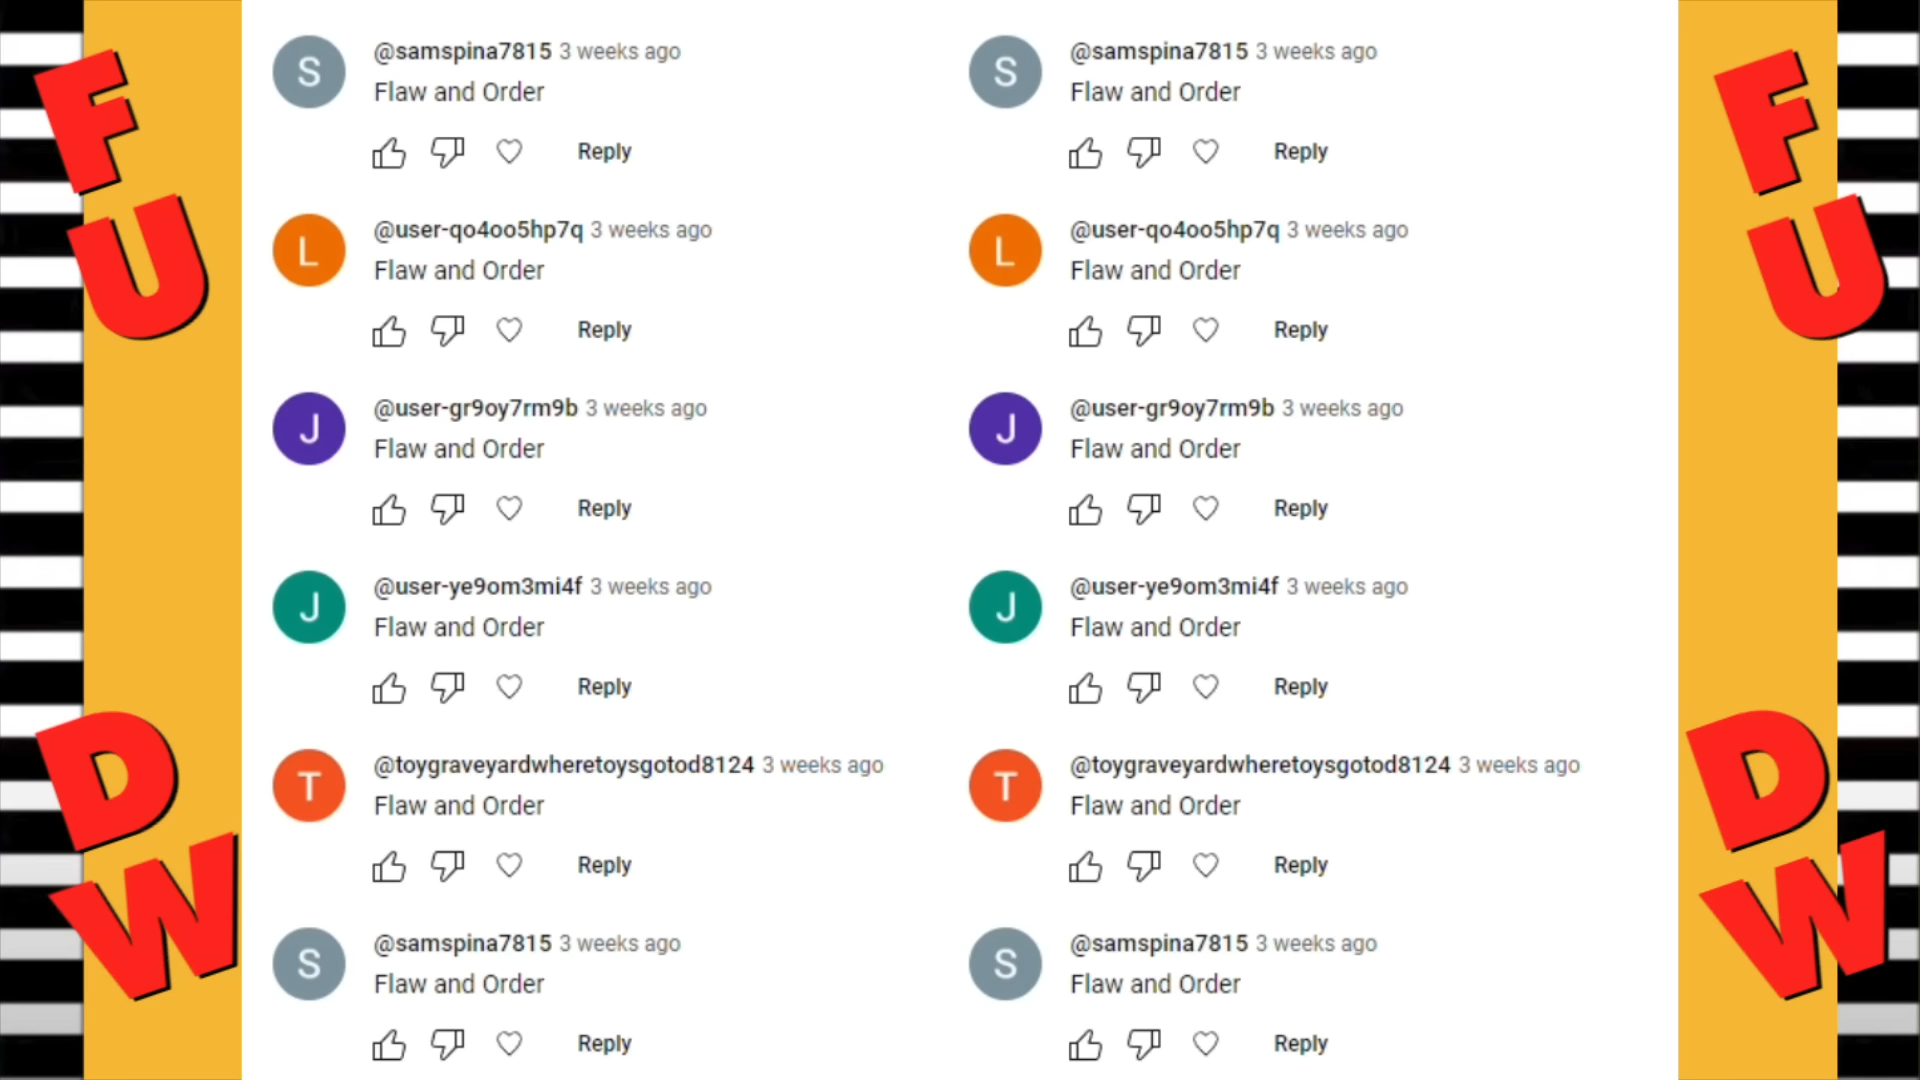 F
U
D
W
@samspina7815 3 weeks ago
Flaw and Order
Reply
@user-qo4oo5hp7q 3 weeks ago
Flaw and Order
Reply
@user-gr9oy7rm9b 3 weeks ago
Flaw and Order
Reply
@user-ye9om3mi4f 3 weeks ago
Flaw and Order
Reply
@toygraveyardwheretoysgotod8124 3 weeks ago
Flaw and Order
Reply
@samspina7815 3 weeks ago
Flaw and Order
Reply
@samspina7815 3 weeks ago
Flaw and Order
Reply
@user-qo4oo5hp7q 3 weeks ago
Flaw and Order
Reply
@user-gr9oy7rm9b 3 weeks ago
Flaw and Order
Reply
@user-ye9om3mi4f 3 weeks ago
Flaw and Order
Reply
@toygraveyardwheretoysgotod8124 3 weeks ago
Flaw and Order
Reply
@samspina7815 3 weeks ago
Flaw and Order
Reply
F
U
D
W
S
L
J
J
T
S
S
L
J
J
T
S